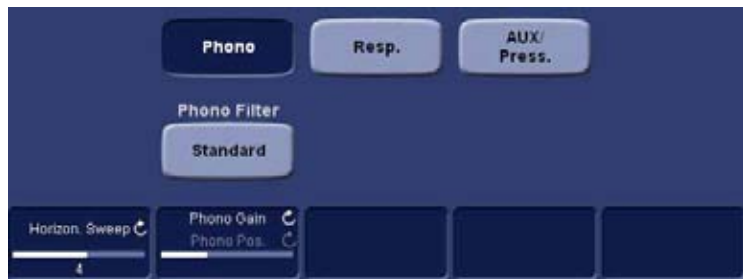 Phono
Resp.
AUX/
Press.
Phono Filter
Standard
Horizon. Sweep
4
Phono Gain
Phono Pos.